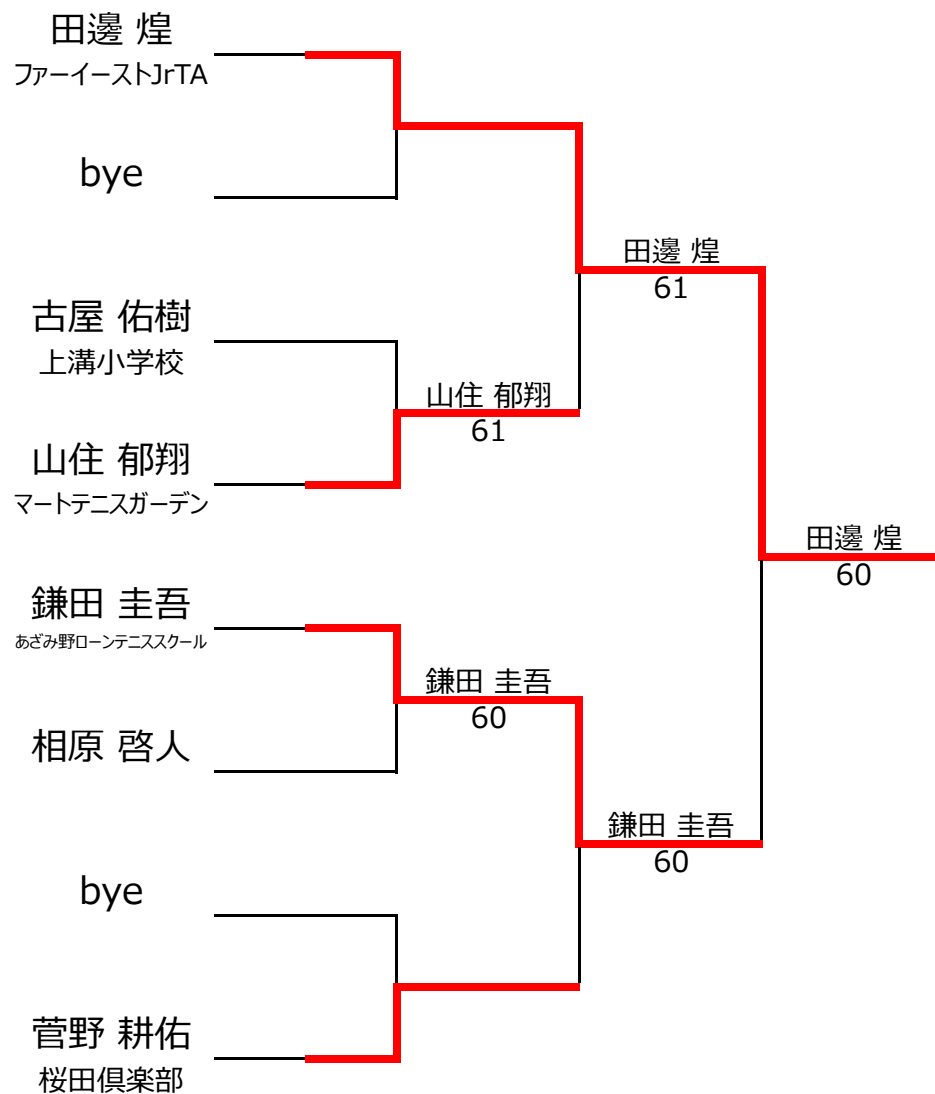 田邊 煌
ファーイーストJrTA
bye
古屋 佑樹
上溝小学校
山住 郁翔
マートテニスガーデン
鎌田 圭吾
あざみ野ローンテニススクール
相原 啓人
bye
菅野 耕佑
桜田倶楽部
山住 郁翔
61
鎌田 圭吾
60
田邊 煌
61
鎌田 圭吾
60
田邊 煌
60